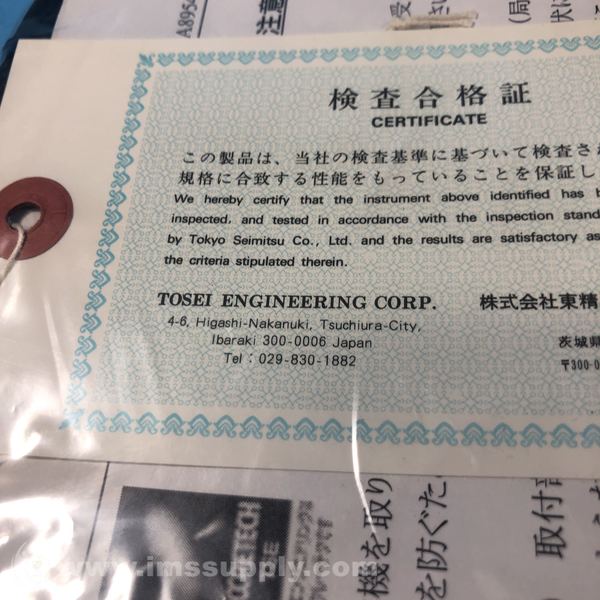 A8954
注意
検査合格証
CERTIFICATE
この製品は、当社の検査基準に基づいて検査さ
規格に合致する性能をもっていることを保証し
We hereby certify that the instrument above identified has
inspected, and tested in accordance with the inspection stand
by Tokyo Seimitsu Co., Ltd. and the results are satisfactory as
the criteria stipulated therein.
TOSEI ENGINEERING CORP.
4-6, Higashi-Nakanuki, Tsuchiura-City,
Ibaraki 300-0006 Japan
Tel : 029-830-1882
株式会社東精
茨城県
〒300-0
機を取り
を防ぐた
取付
www.imssupply.com